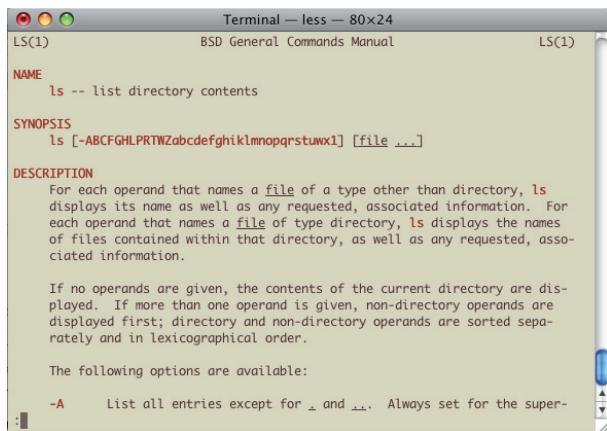 Terminal — less — 80×24
LS(1) BSD General Commands Manual LS(1)
NAME
ls -- list directory contents
SYNOPSIS
ls [-ABCFGHLPRTWZabcdefghiklmnopqrstuwx1] [file ...]
DESCRIPTION
For each operand that names a file of a type other than directory, ls
displays its name as well as any requested, associated information. For
each operand that names a file of type directory, ls displays the names
of files contained within that directory, as well as any requested, asso-
ciated information.
If no operands are given, the contents of the current directory are dis-
played. If more than one operand is given, non-directory operands are
displayed first; directory and non-directory operands are sorted sepa-
rately and in lexicographical order.
The following options are available:
-A List all entries except for . and ... Always set for the super-
: